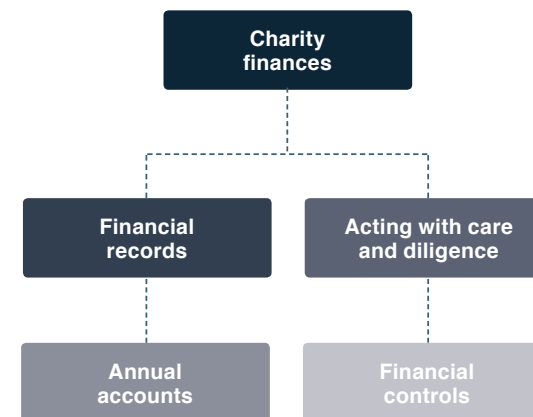 Charity
finances
Financial
records
Acting with care
and diligence
Annual
accounts
Financial
controls